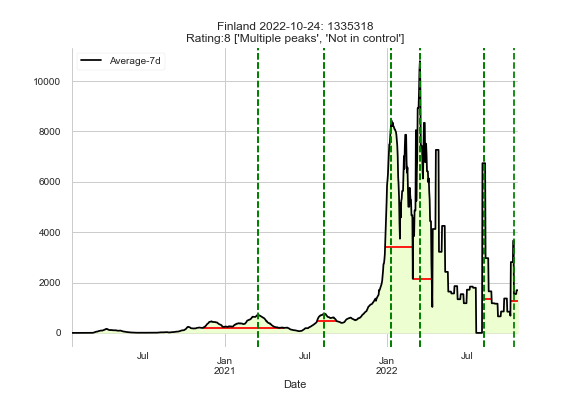 Finland 2022-10-24: 1335318
Rating:8 ['Multiple peaks', 'Not in control']
Average-7d
10000
8000
6000
4000
2000
0
Jul
Jan
2021
Jul
Jan
2022
Jul
Date